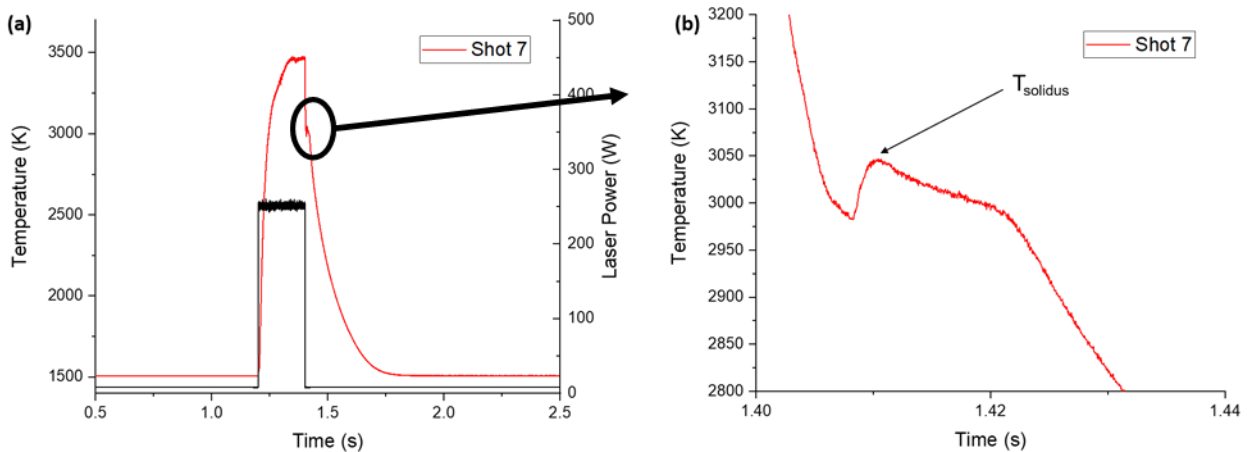 (a)
Temperature (K)
3500
3000
2500
2000
1500
Shot 7
500
400
300
200
100
0
Laser Power (W)
0.5
1.0
1.5
2.0
2.5
Time (s)
(b)
Temperature (K)
3200
3150
3100
3050
3000
2950
2900
2850
2800
Shot 7
Tsolidus
1.40
1.42
1.44
Time (s)